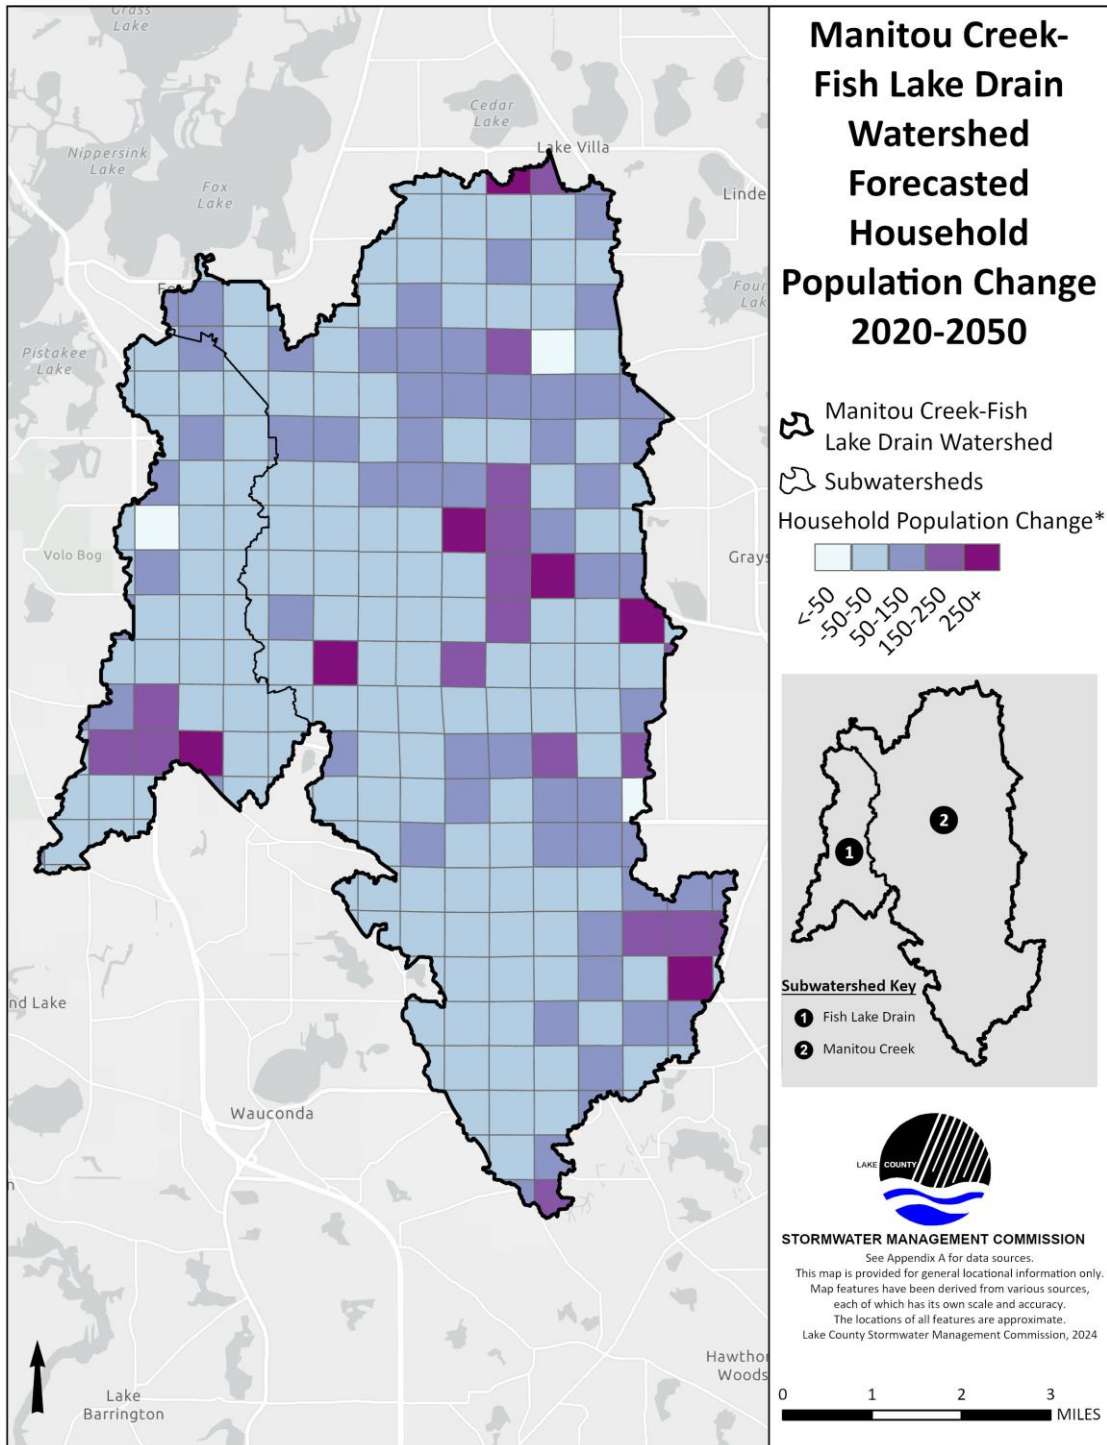 Grass
Lake
Cedar
Lake
Nippersink
Lake
Lake Villa
Fox
Lake
Linde
Four
Lak
Fo
Pistakee
Lake
Volo Bog
Grays
nd Lake
Wauconda
n
Hawthor
Woods
Lake
Barrington
Manitou Creek-
Fish Lake Drain
Watershed
Forecasted
Household
Population Change
2020-2050
Manitou Creek-Fish
Lake Drain Watershed
Subwatersheds
Household Population Change*
<-50
-50-50
50-150
150-250
250+
2
1
Subwatershed Key
1 Fish Lake Drain
2 Manitou Creek
LAKE COUNTY
STORMWATER MANAGEMENT COMMISSION
See Appendix A for data sources.
This map is provided for general locational information only.
Map features have been derived from various sources,
each of which has its own scale and accuracy.
The locations of all features are approximate.
Lake County Stormwater Management Commission, 2024
0 1 2 3
MILES